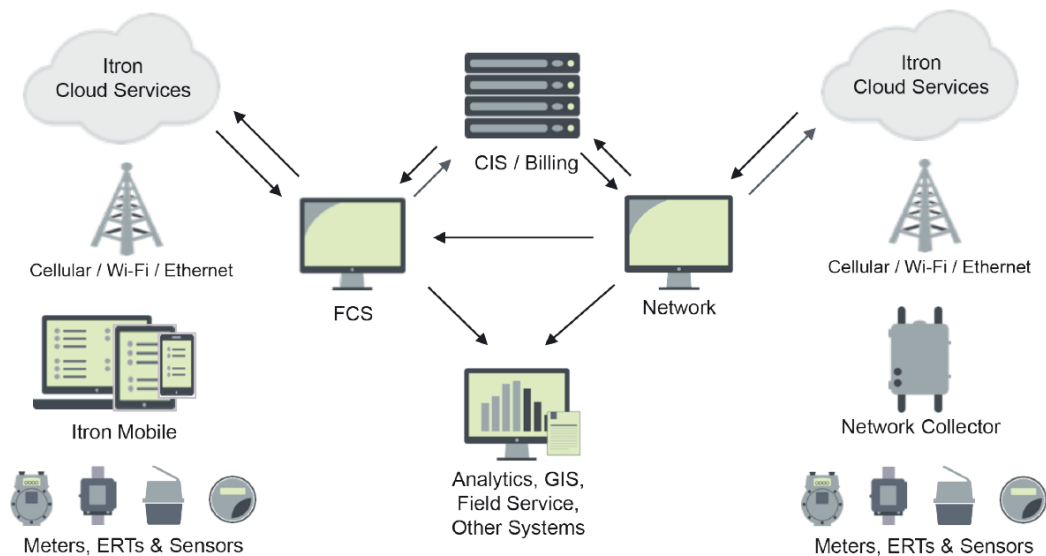 Itron
Cloud Services
Itron
Cloud Services
CIS / Billing
Cellular / Wi-Fi / Ethernet
Cellular / Wi-Fi / Ethernet
FCS
Network
Itron Mobile
Network Collector
Analytics, GIS,
Field Service,
Other Systems
Meters, ERTs & Sensors
Meters, ERTs & Sensors